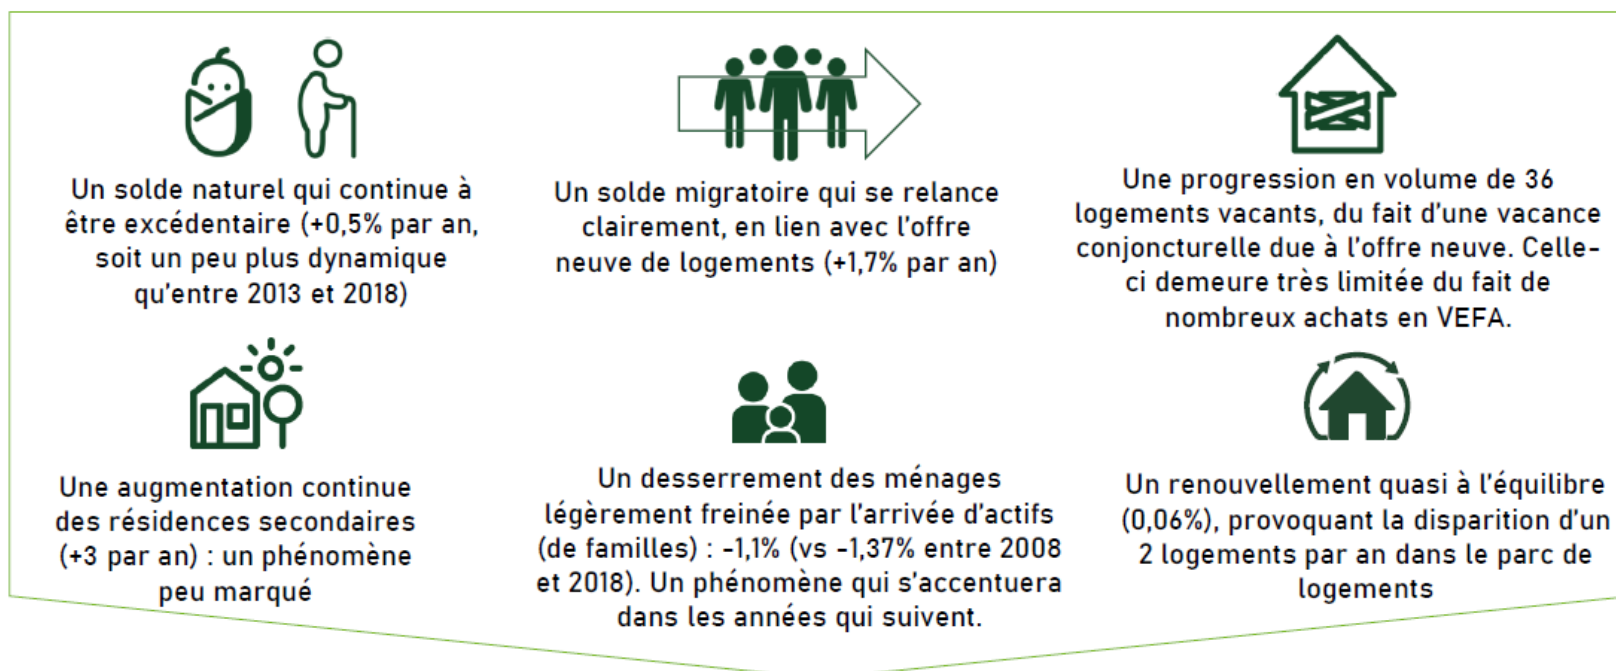 Un solde naturel qui continue à
être excédentaire (+0,5% par an,
soit un peu plus dynamique
qu'entre 2013 et 2018)
Un solde migratoire qui se relance
clairement, en lien avec l'offre
neuve de logements (+1,7% par an)
Une progression en volume de 36
logements vacants, du fait d'une vacance
conjoncturelle due à l'offre neuve. Celle-
ci demeure très limitée du fait de
nombreux achats en VEFA.
Une augmentation continue
des résidences secondaires
(+3 par an) : un phénomène
peu marqué
Un desserrement des ménages
légèrement freinée par l'arrivée d'actifs
(de familles) : -1,1% (vs -1,37% entre 2008
et 2018). Un phénomène qui s'accentuera
dans les années qui suivent.
Un renouvellement quasi à l'équilibre
(0,06%), provoquant la disparition d'un
2 logements par an dans le parc de
logements